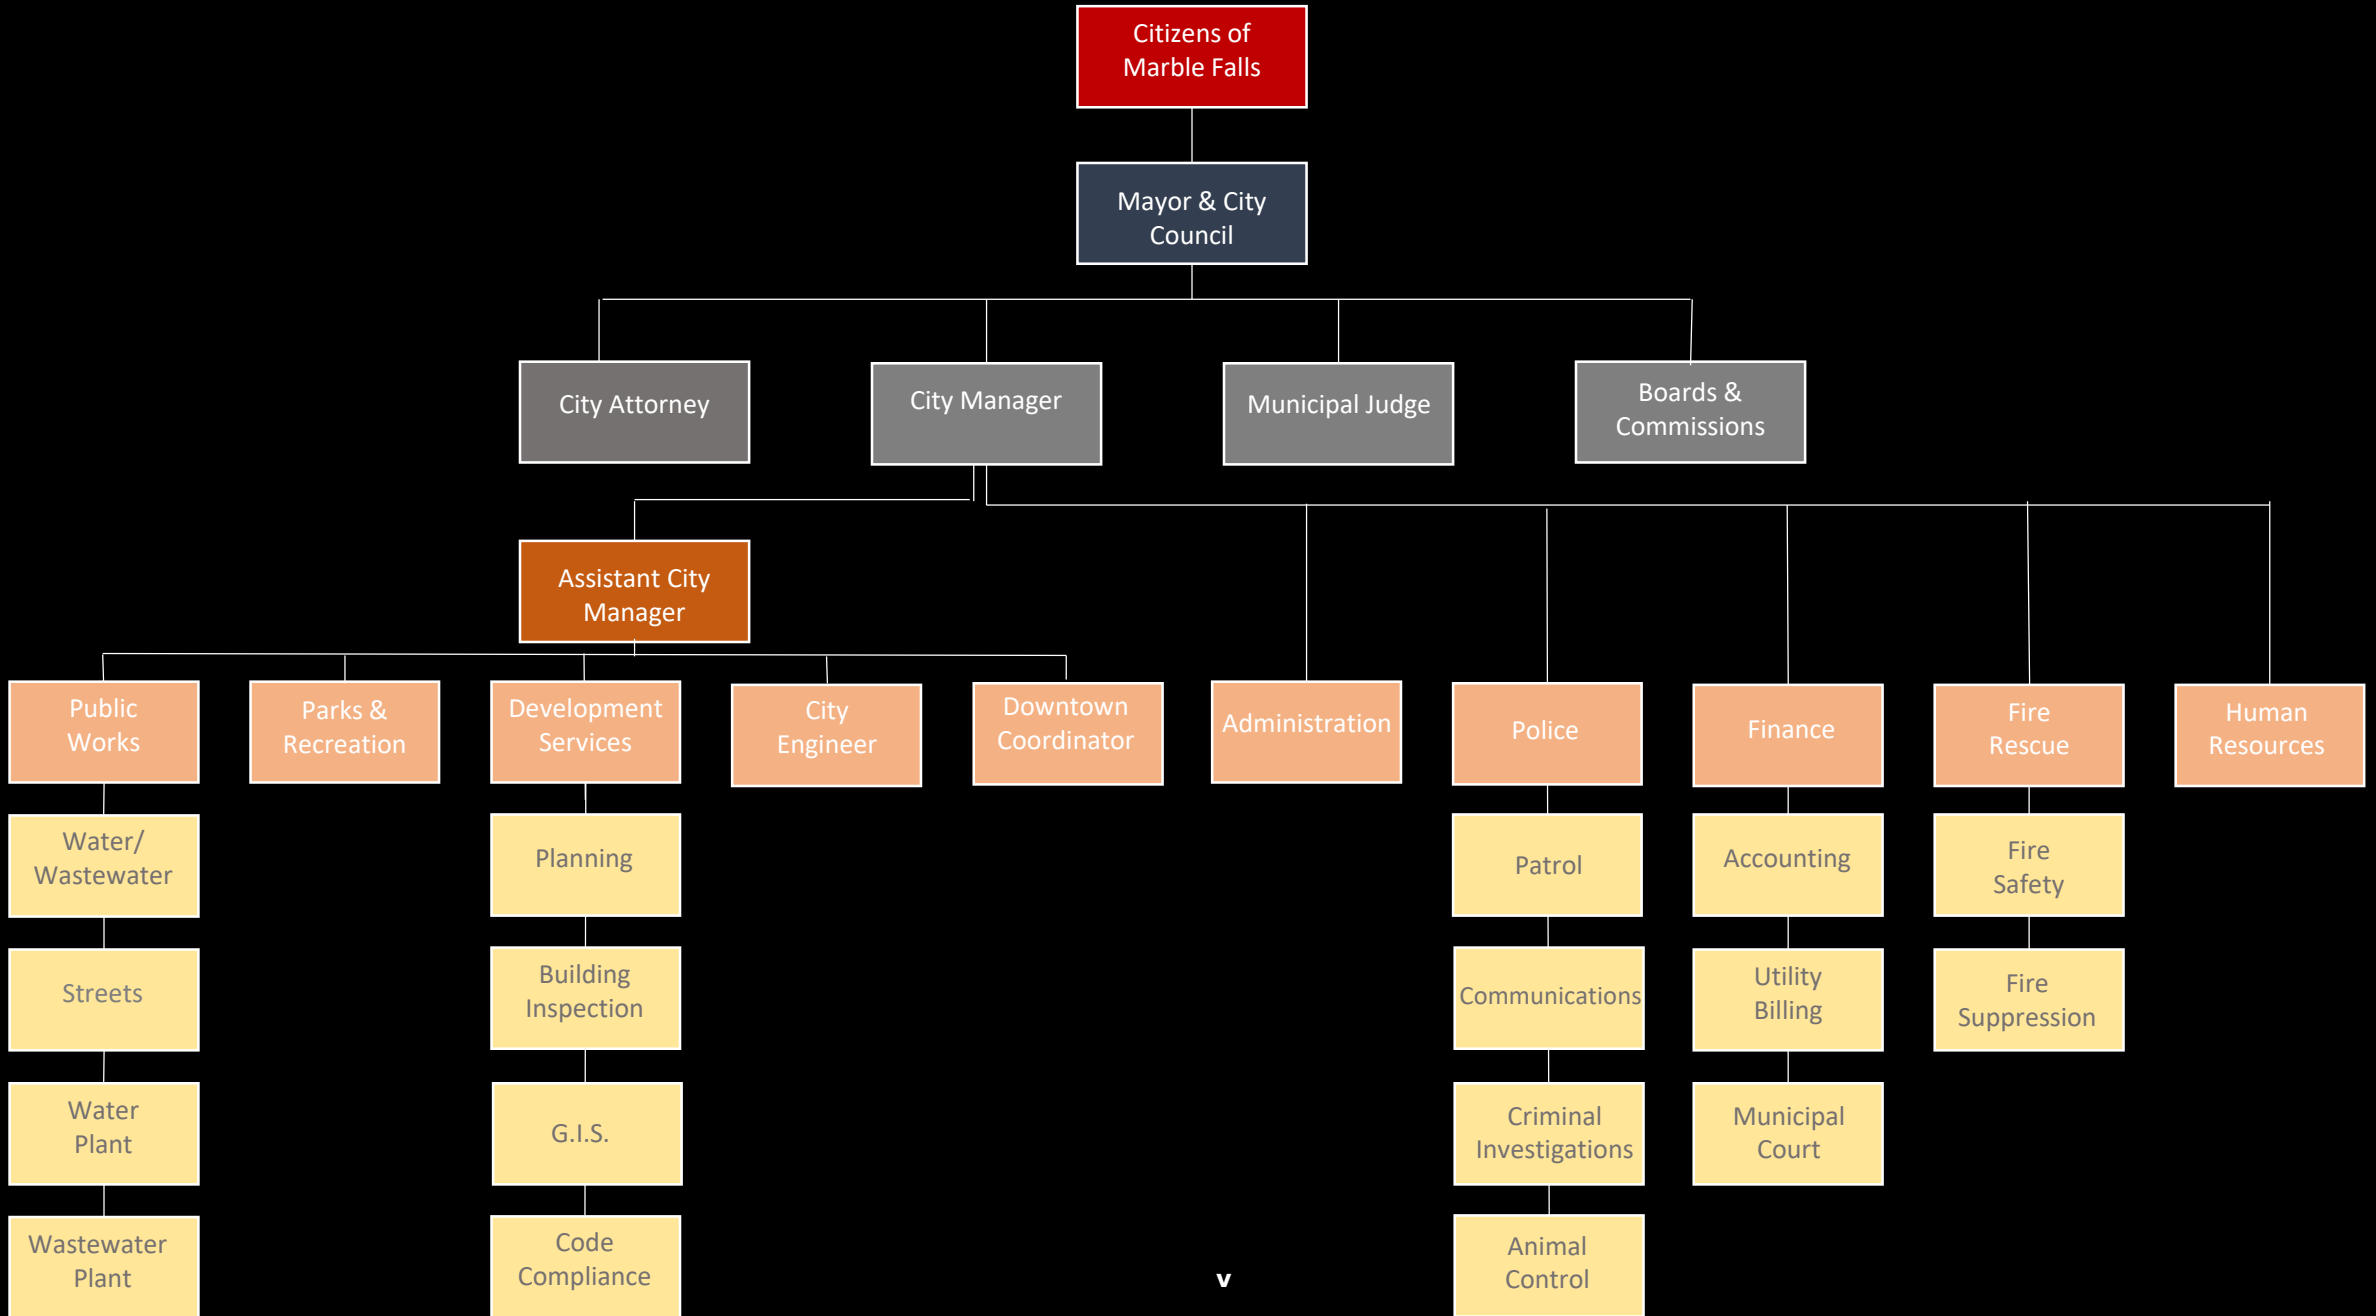 Citizens of
Marble Falls
Mayor & City
Council
City Attorney
City Manager
Municipal Judge
Boards &
Commissions
Assistant City
Manager
Public
Works
Parks &
Recreation
Development
Services
City
Engineer
Downtown
Coordinator
Administration
Police
Finance
Fire
Rescue
Human
Resources
Water/
Wastewater
Planning
Patrol
Accounting
Fire
Safety
Streets
Building
Inspection
Communications
Utility
Billing
Fire
Suppression
Water
Plant
G.I.S.
Criminal
Investigations
Municipal
Court
Wastewater
Plant
Code
Compliance
v
Animal
Control